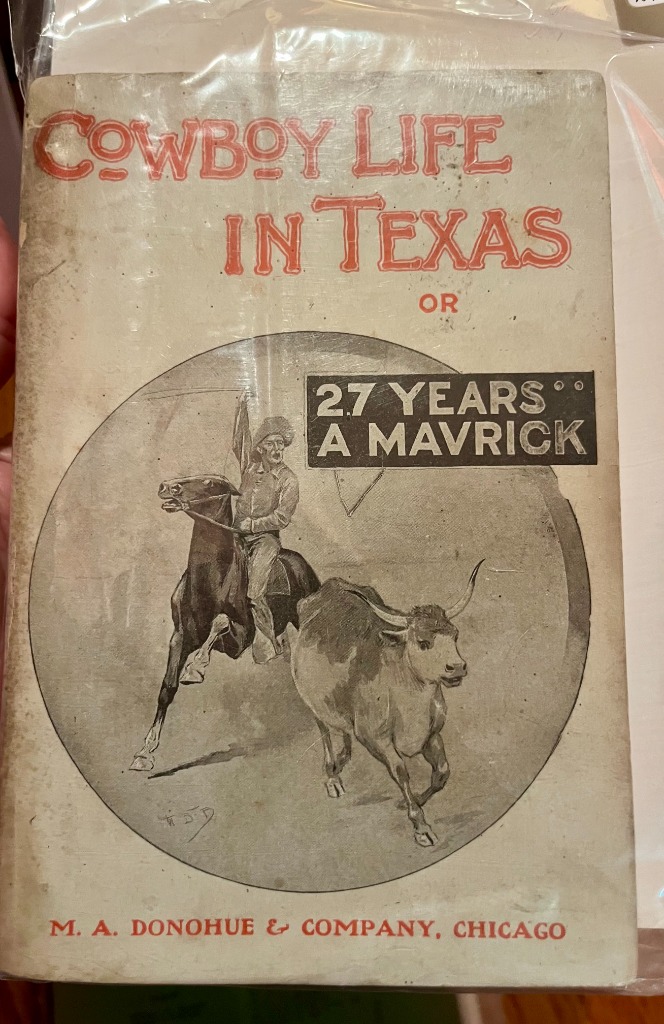 COWBOY LIFE
IN TEXAS
OR
27 YEARS
A MAVRICK
M. A. DONOHUE & COMPANY, CHICAGO